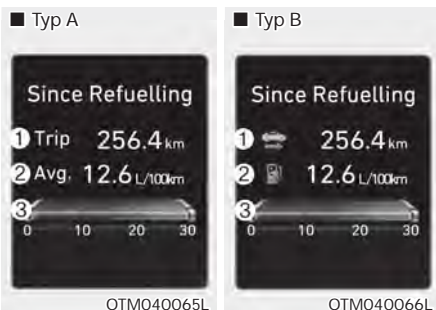 ■ Typ A
Since Refuelling
① Trip 256.4 km
② Avg. 12.6 L/100km
③
0 10 20 30
OTM040065L
■ Typ B
Since Refuelling
① 256.4 km
② 12.6 L/100km
③
0 10 20 30
OTM040066L